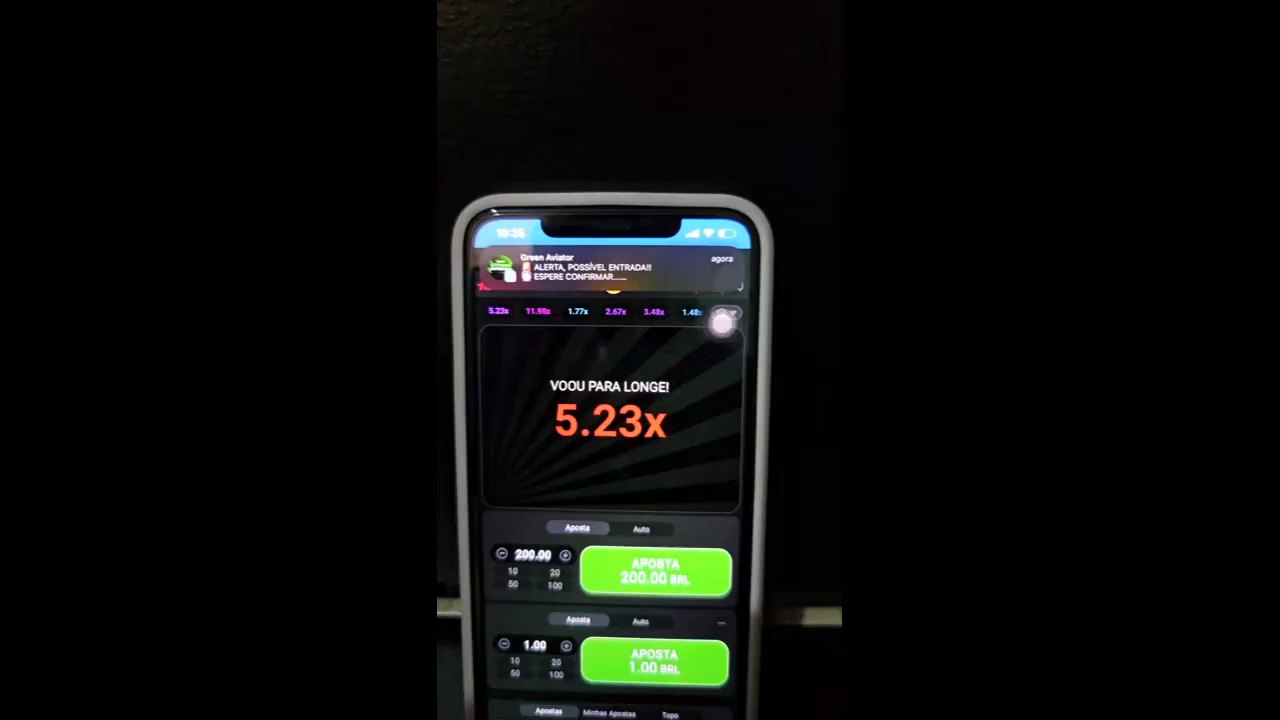 10:35
Green Aviator
agora
ALERTA, POSSÍVEL ENTRADA!!
ESPERE CONFIRMAR......
5.23x 11.98x 1.77x 2.67x 3.48x 1.48x
VOOU PARA LONGE!
5.23x
Aposta Auto
200.00
10 20
50 100
APOSTA
200.00 BRL
Aposta Auto
1.00
10 20
50 100
APOSTA
1.00 BRL
Apostas Minhas Apostas Topo